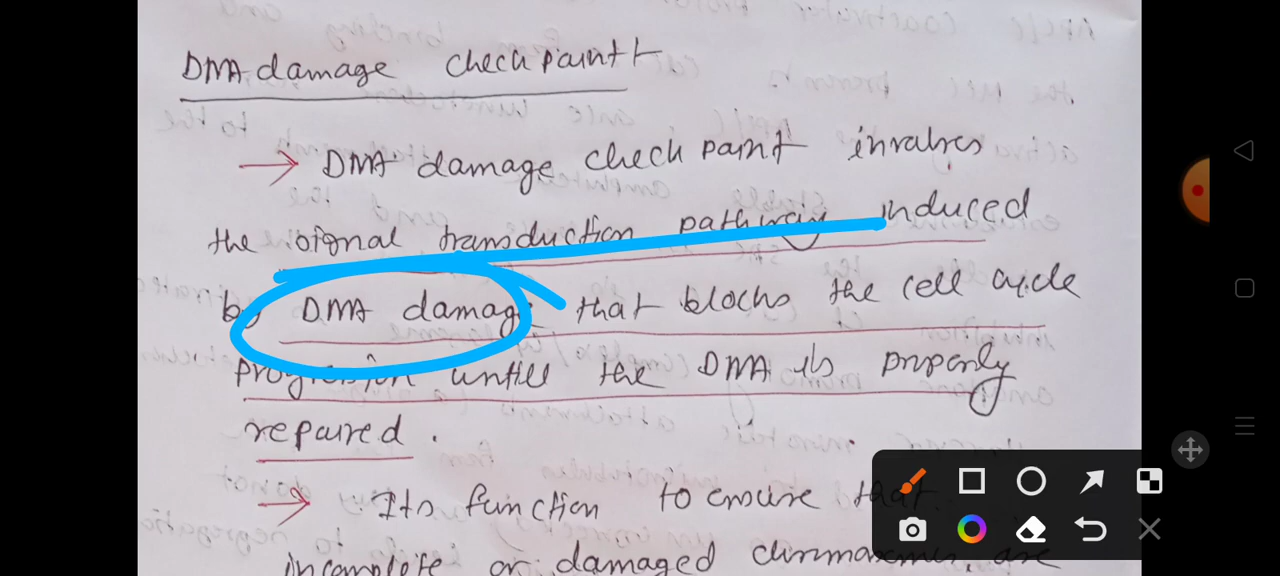 DNA damage check point
→ DNA damage check point involves
the signal transduction pathway induced
by DNA damage that blocks the cell cycle
progression untill the DNA is properly
repaired.
→ Its function to ensure that
incomplete or damaged are